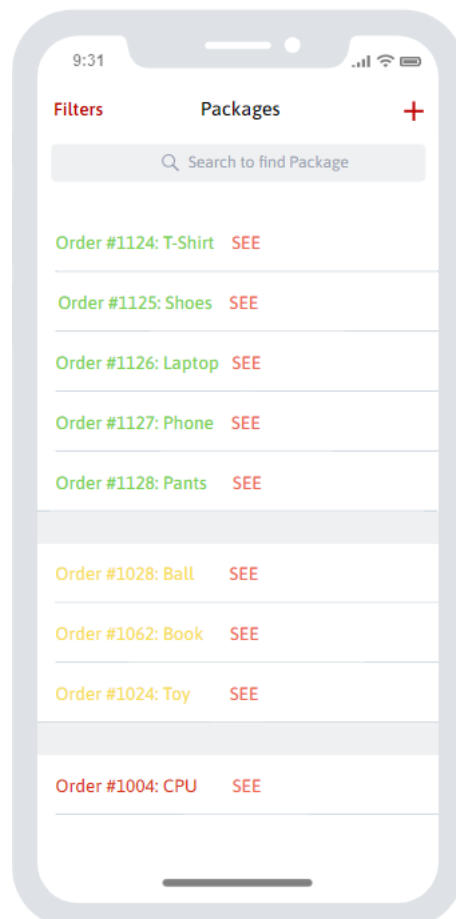 9:31
Filters Packages +
Search to find Package
Order #1124: T-Shirt SEE
Order #1125: Shoes SEE
Order #1126: Laptop SEE
Order #1127: Phone SEE
Order #1128: Pants SEE
Order #1028: Ball SEE
Order #1062: Book SEE
Order #1024: Toy SEE
Order #1004: CPU SEE